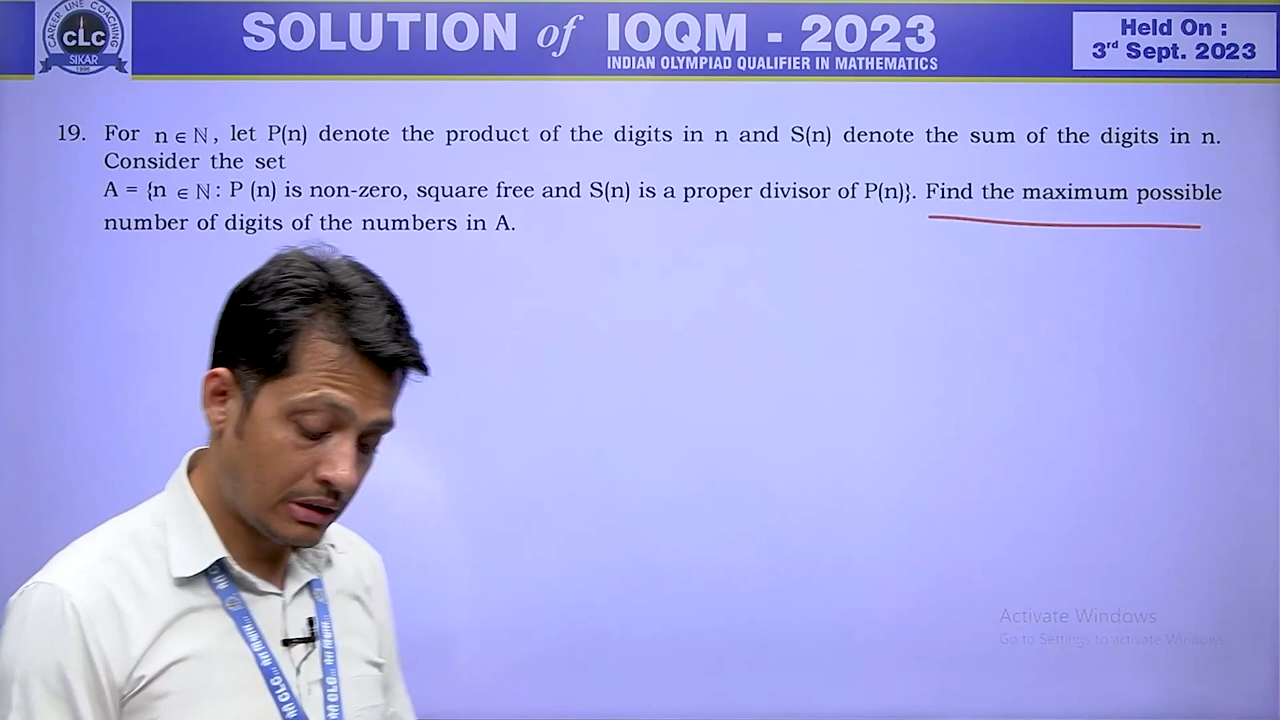 CAREER LINE COACHING
CLC
SIKAR
1996
SOLUTION of IOQM - 2023
INDIAN OLYMPIAD QUALIFIER IN MATHEMATICS
Held On :
3rd Sept. 2023
19. For n ∈ ℕ, let P(n) denote the product of the digits in n and S(n) denote the sum of the digits in n.
Consider the set
A = {n ∈ ℕ : P (n) is non-zero, square free and S(n) is a proper divisor of P(n)}. Find the maximum possible
number of digits of the numbers in A.
Activate Windows
Go to Settings to activate Windows.